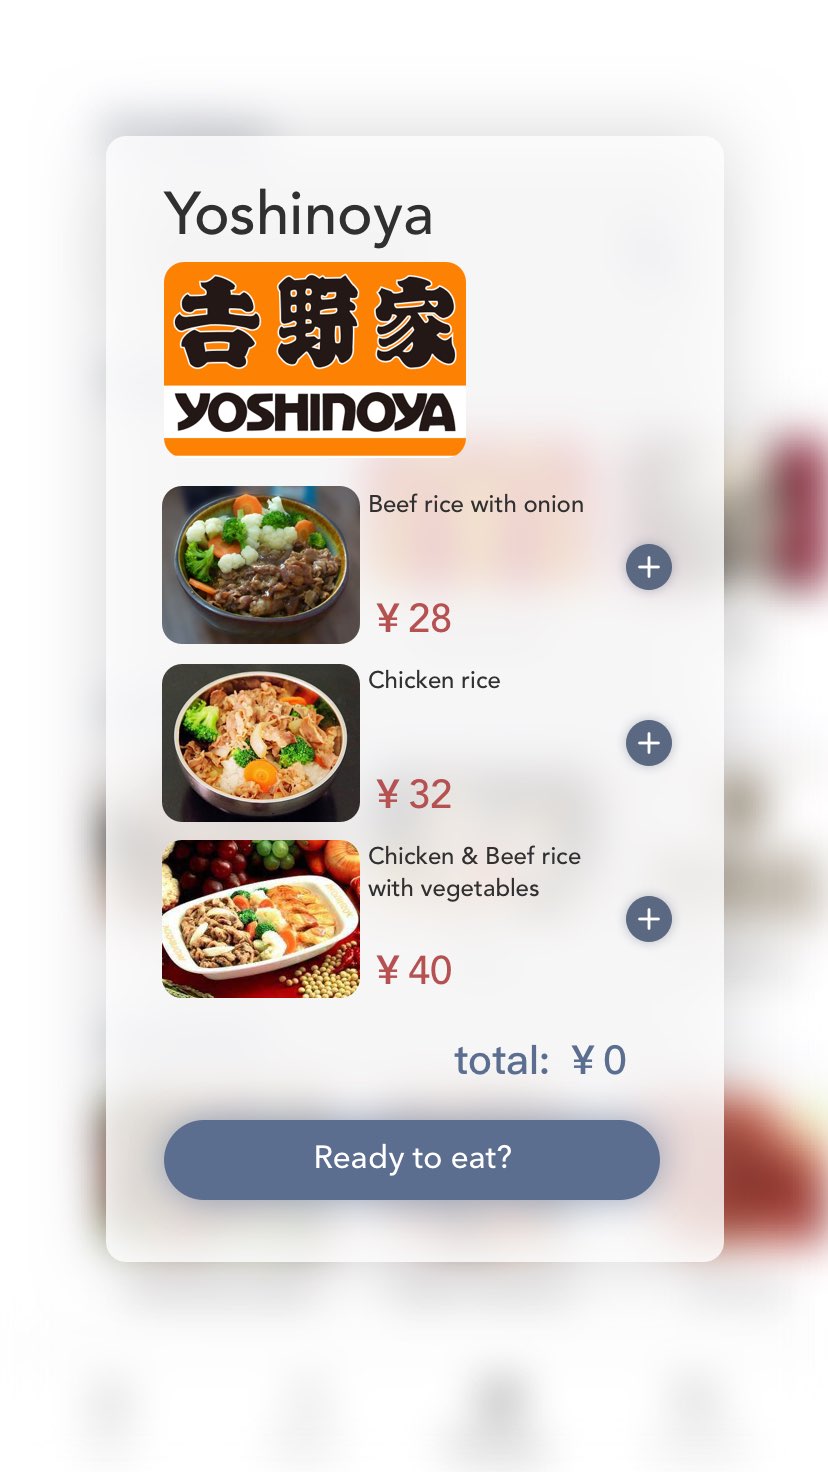 Yoshinoya
吉野家
YOSHINOYA
Beef rice with onion
¥ 28
Chicken rice
¥ 32
Chicken & Beef rice
with vegetables
¥ 40
total: ¥ 0
Ready to eat?